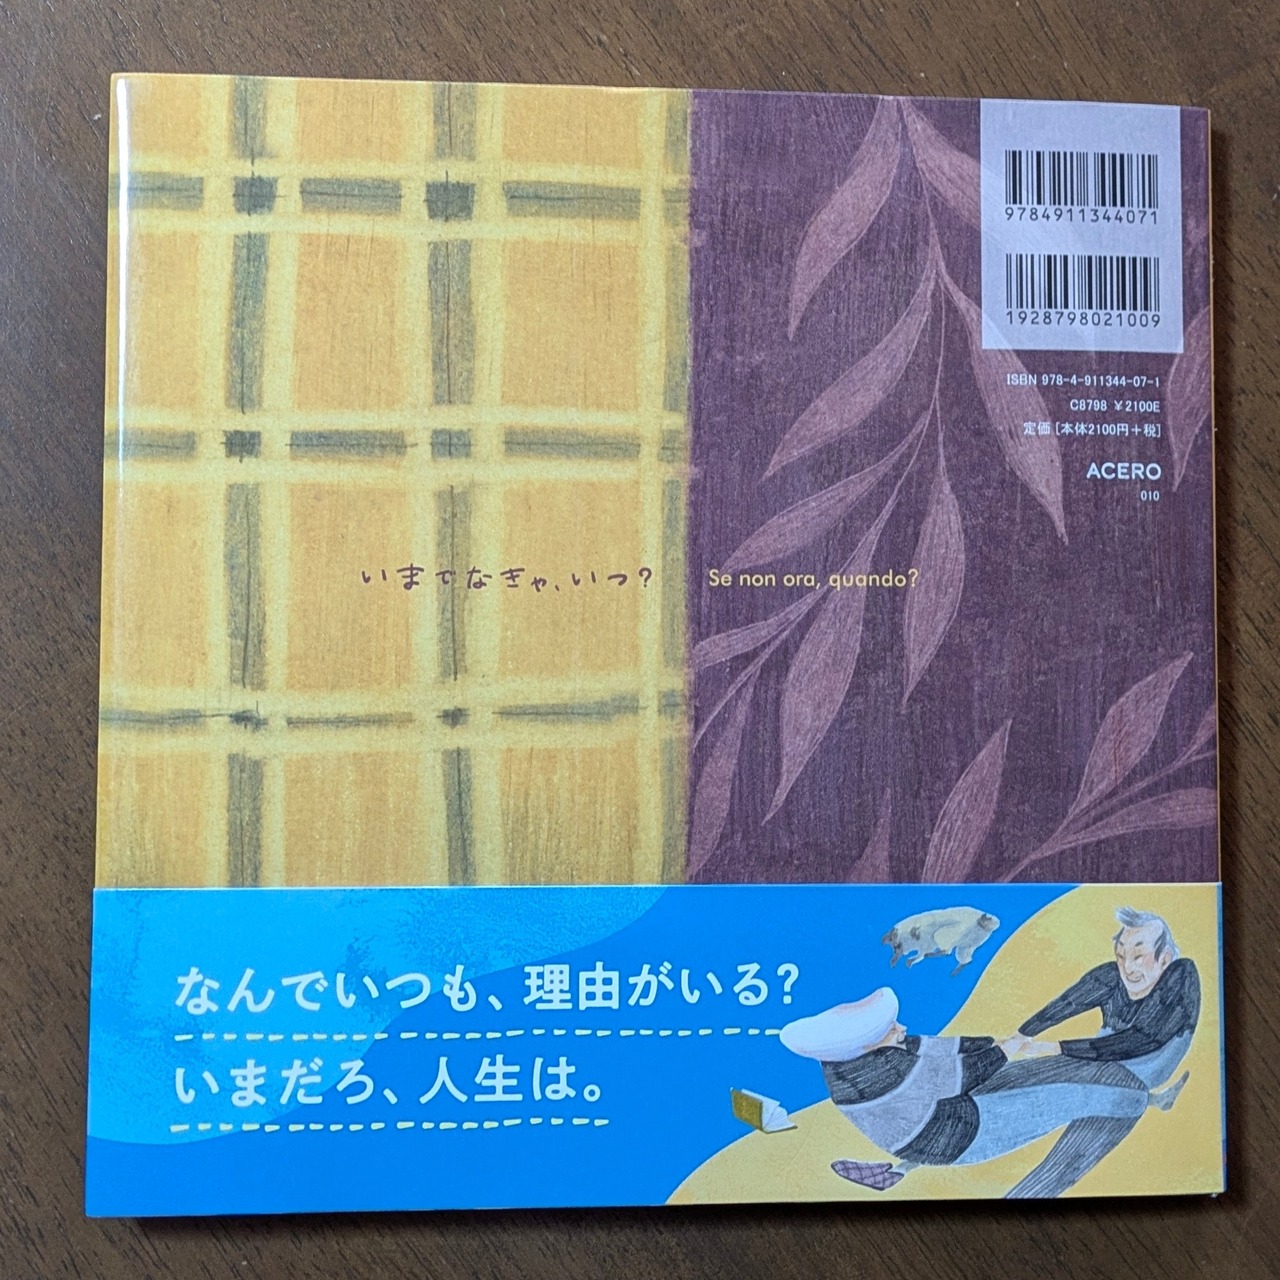 9784911344071
1928798021009
ISBN 978-4-911344-07-1
C8798 ¥2100E
定価[本体2100円+税]
ACERO
010
いまでなきゃ、いつ?
Se non ora, quando?
なんでいつも、理由がいる?
いまだろ、人生は。